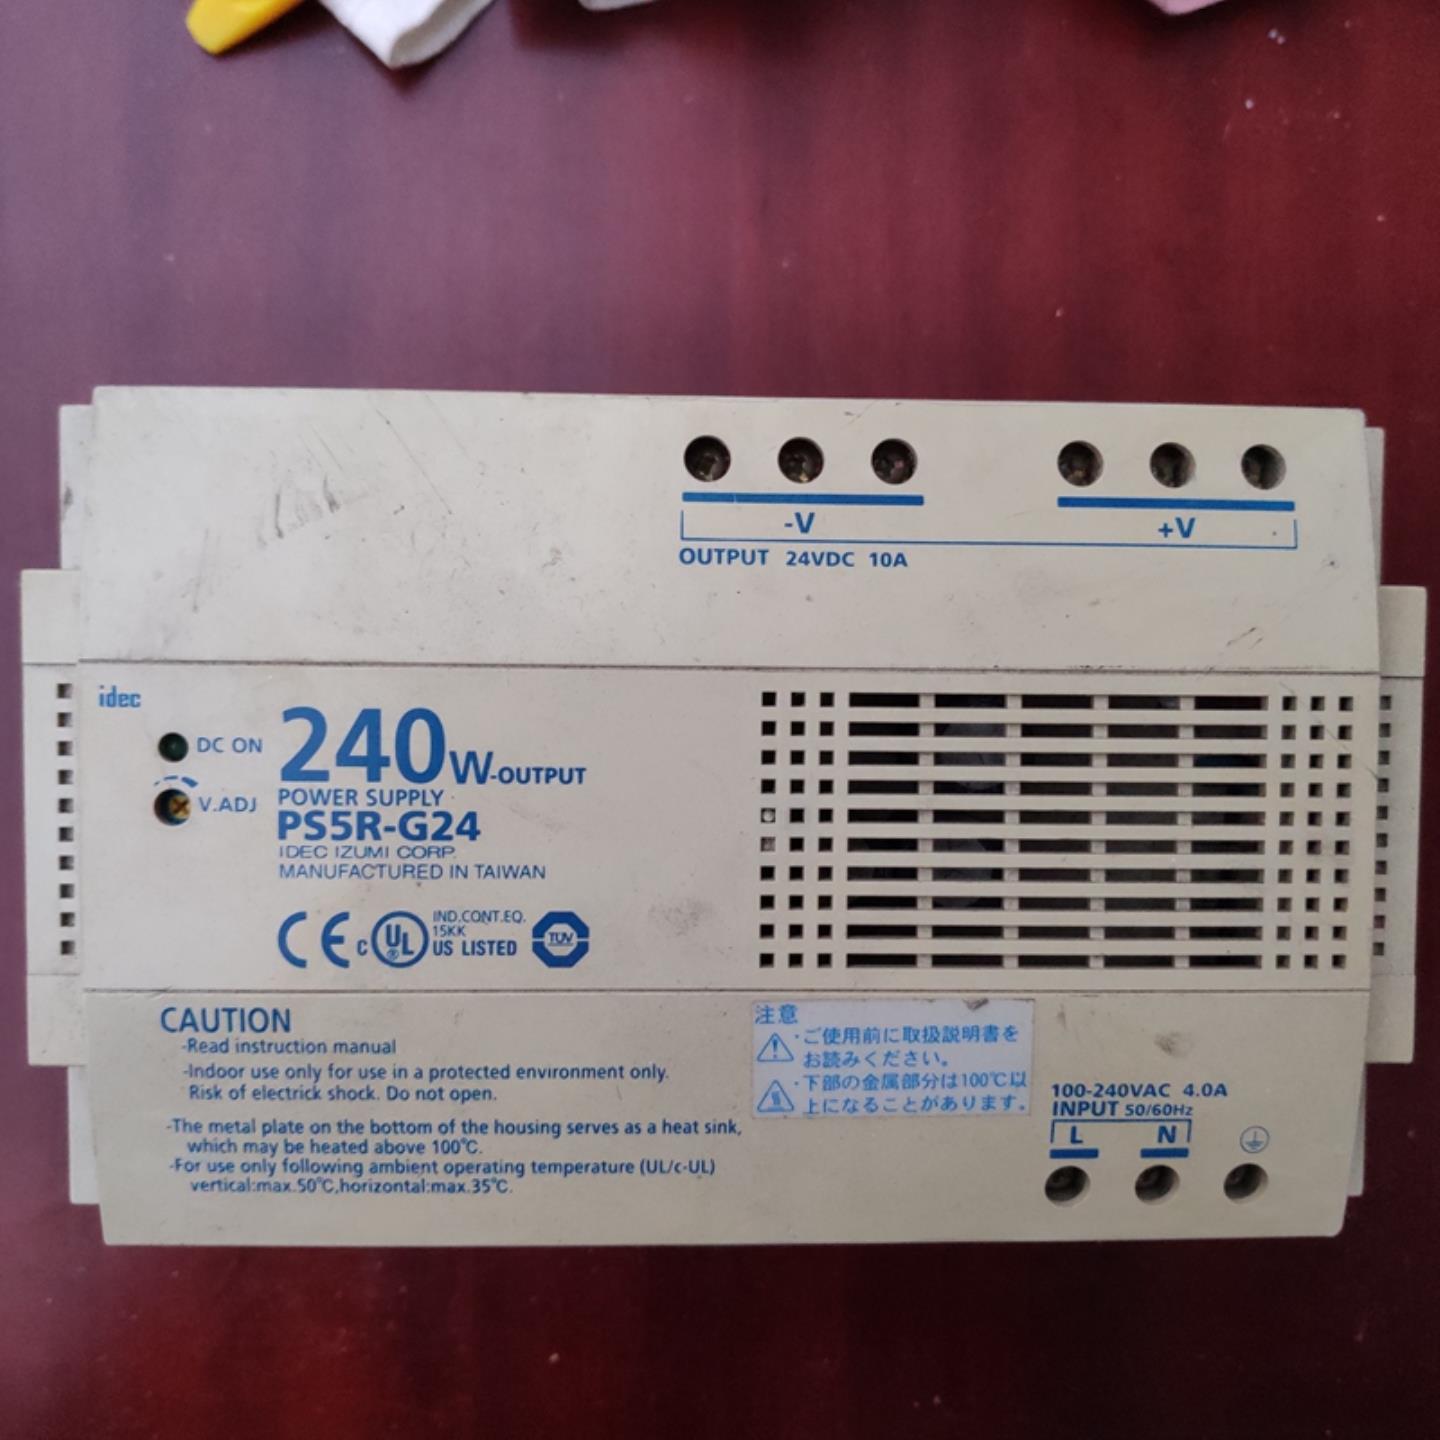 -V
+V
OUTPUT 24VDC 10A
idec
DC ON
V.ADJ
240W-OUTPUT
POWER SUPPLY
PS5R-G24
IDEC IZUMI CORP.
MANUFACTURED IN TAIWAN
CE
C UL US LISTED
IND.CONT.EQ.
15KK
TUV
CAUTION
-Read instruction manual
-Indoor use only for use in a protected environment only.
Risk of electrick shock. Do not open.
-The metal plate on the bottom of the housing serves as a heat sink,
which may be heated above 100℃.
-For use only following ambient operating temperature (UL/c-UL)
vertical:max.50℃,horizontal:max.35℃.
注意
・ご使用前に取扱説明書を
お読みください。
・下部の金属部分は100℃以
上になることがあります。
100-240VAC 4.0A
INPUT 50/60Hz
L N